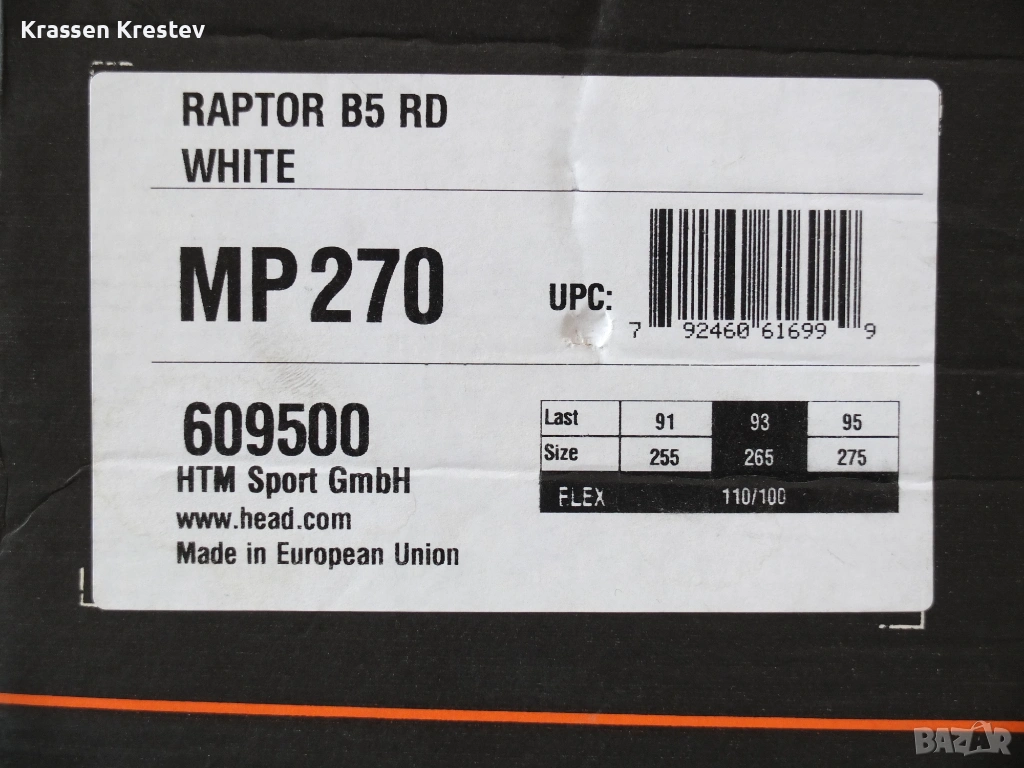 Krassen Krestev
RAPTOR B5 RD
WHITE
MP 270
UPC:
7 92460 61699 9
609500
HTM Sport GmbH
www.head.com
Made in European Union
Last 91 93 95
Size 255 265 275
FLEX 110/100
BAZAR